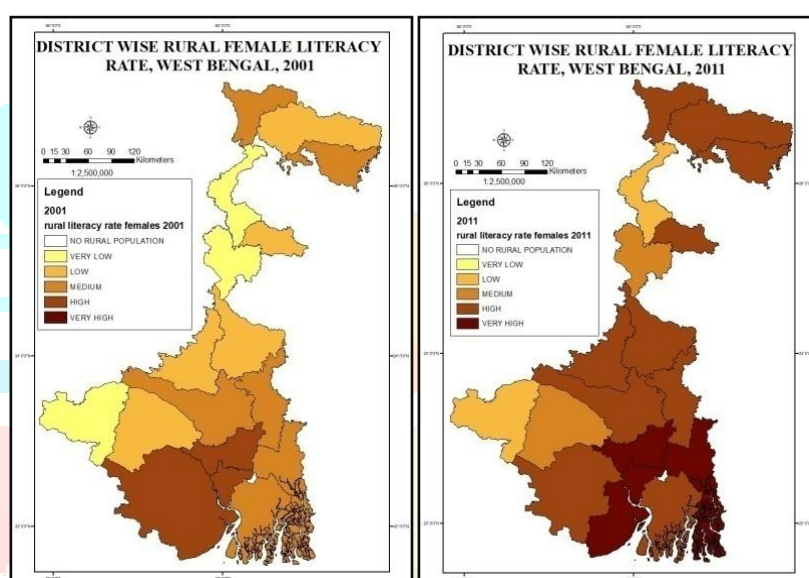 DISTRICT WISE RURAL FEMALE LITERACY
RATE, WEST BENGAL, 2001
0 15 30 60 90 120
Kilometers
1:2,500,000
Legend
2001
rural literacy rate females 2001
NO RURAL POPULATION
VERY LOW
LOW
MEDIUM
HIGH
VERY HIGH
DISTRICT WISE RURAL FEMALE LITERACY
RATE, WEST BENGAL, 2011
0 15 30 60 90 120
Kilometers
1:2,500,000
Legend
2011
rural literacy rate females 2011
NO RURAL POPULATION
VERY LOW
LOW
MEDIUM
HIGH
VERY HIGH